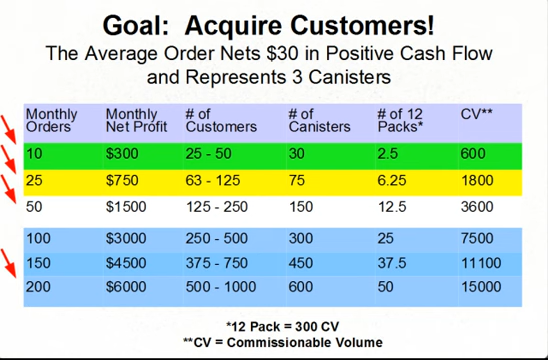 Goal:  Acquire Customers!
The Average Order Nets $30 in Positive Cash Flow
and Represents 3 Canisters
Monthly Orders Monthly Net Profit # of Customers # of Canisters # of 12 Packs* CV**
10 $300 25 - 50 30 2.5 600
25 $750 63 - 125 75 6.25 1800
50 $1500 125 - 250 150 12.5 3600
100 $3000 250 - 500 300 25 7500
150 $4500 375 - 750 450 37.5 11100
200 $6000 500 - 1000 600 50 15000
*12 Pack = 300 CV
**CV = Commissionable Volume